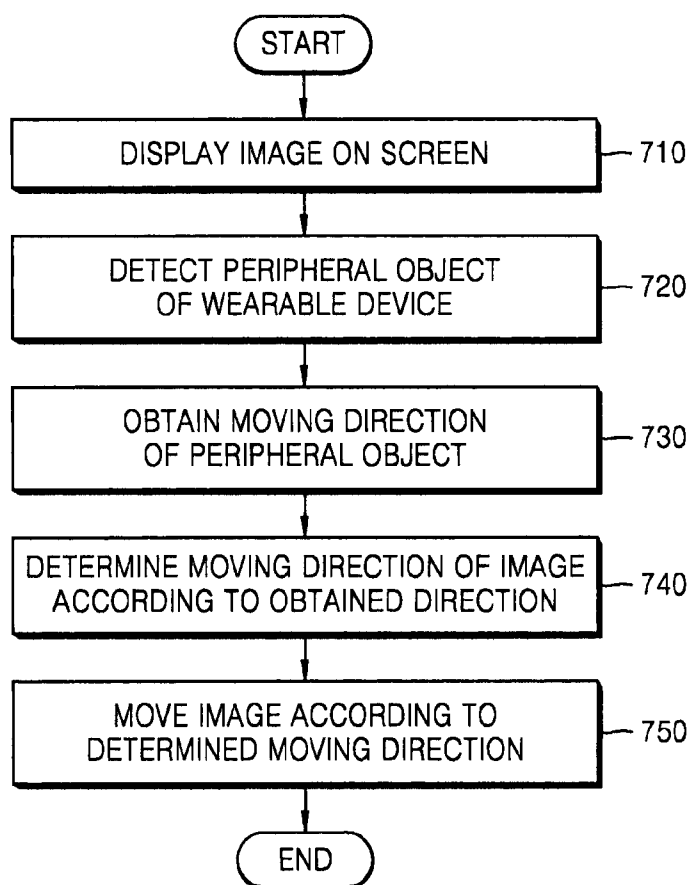 START
DISPLAY IMAGE ON SCREEN
710
DETECT PERIPHERAL OBJECT
OF WEARABLE DEVICE
720
OBTAIN MOVING DIRECTION
OF PERIPHERAL OBJECT
730
DETERMINE MOVING DIRECTION OF IMAGE
ACCORDING TO OBTAINED DIRECTION
740
MOVE IMAGE ACCORDING TO
DETERMINED MOVING DIRECTION
750
END